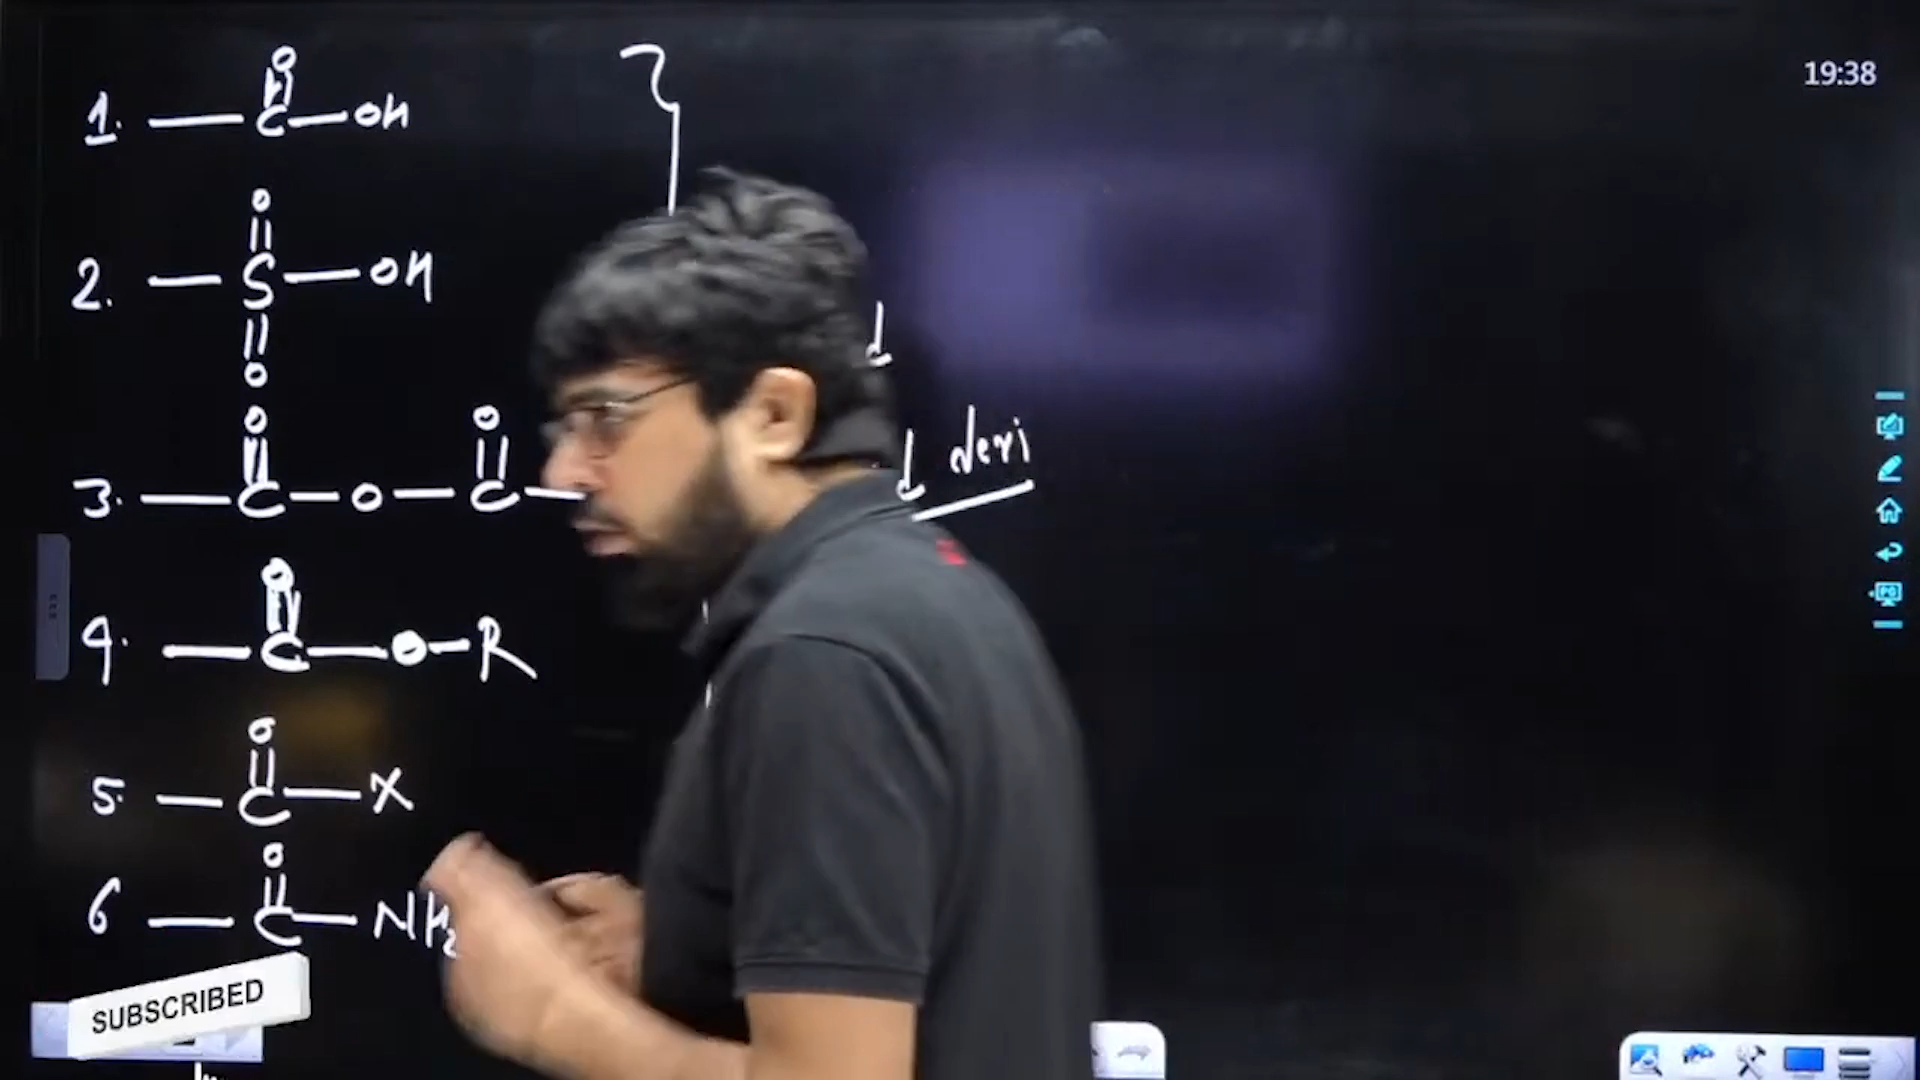 19:38
O
1. — C — OH
O
2. — S — OH
O
O O
3. — C — O — C —
deri
O
4. — C — O — R
O
5. — C — X
O
6 — C — NH2
SUBSCRIBED